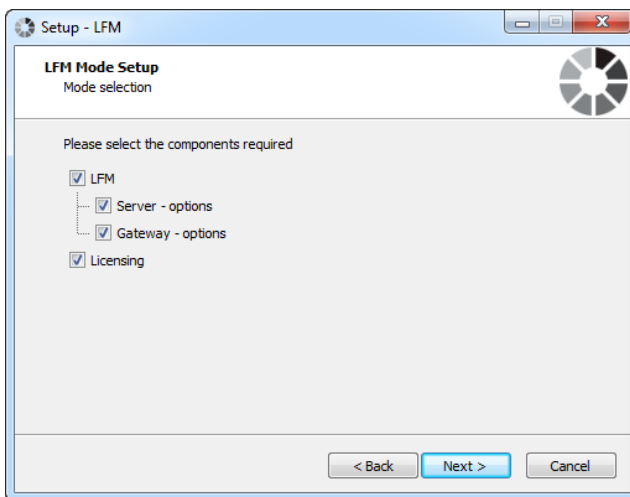 Setup - LFM
LFM Mode Setup
Mode selection
Please select the components required
LFM
Server - options
Gateway - options
Licensing
< Back
Next >
Cancel